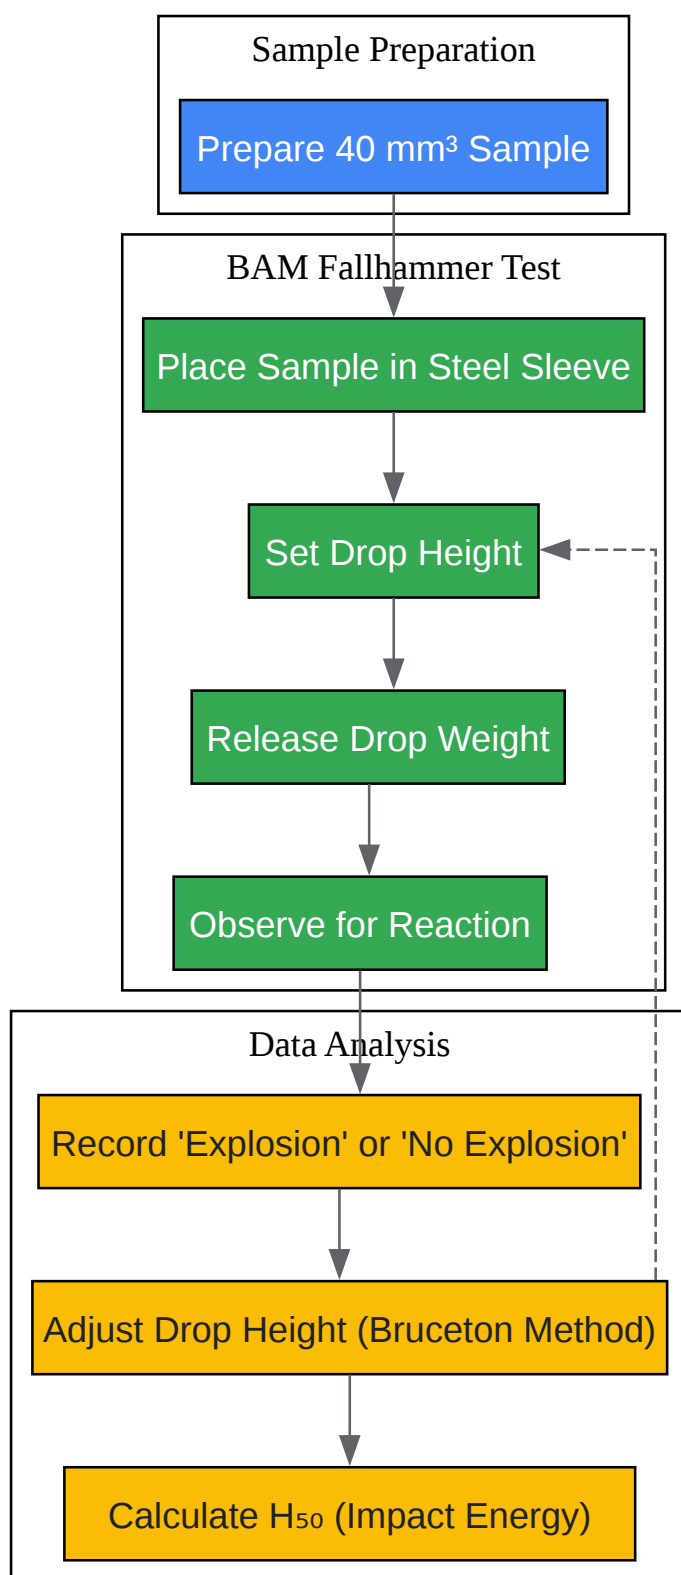 Sample Preparation
Prepare 40 mm³ Sample
BAM Fallhammer Test
Place Sample in Steel Sleeve
Set Drop Height
Release Drop Weight
Observe for Reaction
Data Analysis
Record 'Explosion' or 'No Explosion'
Adjust Drop Height (Bruceton Method)
Calculate H₅₀ (Impact Energy)